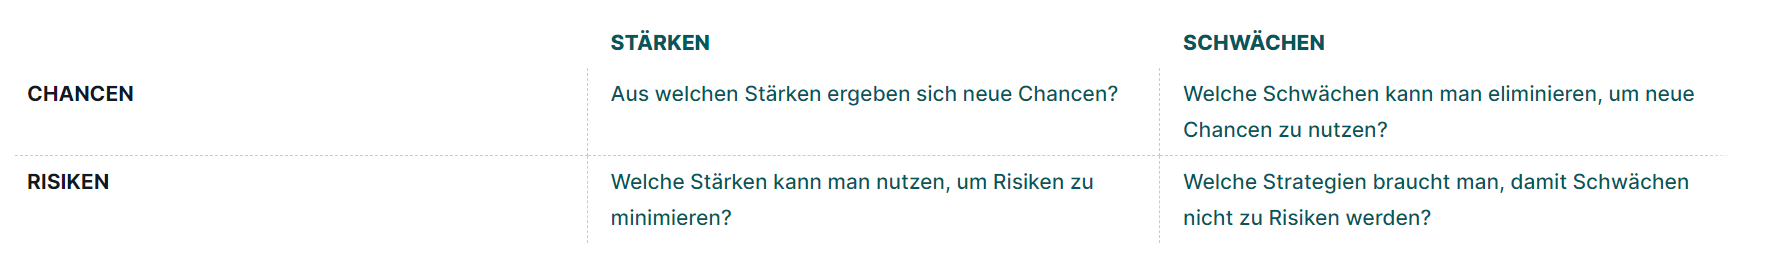 STÄRKEN
SCHWÄCHEN
CHANCEN
Aus welchen Stärken ergeben sich neue Chancen?
Welche Schwächen kann man eliminieren, um neue
Chancen zu nutzen?
RISIKEN
Welche Stärken kann man nutzen, um Risiken zu
minimieren?
Welche Strategien braucht man, damit Schwächen
nicht zu Risiken werden?